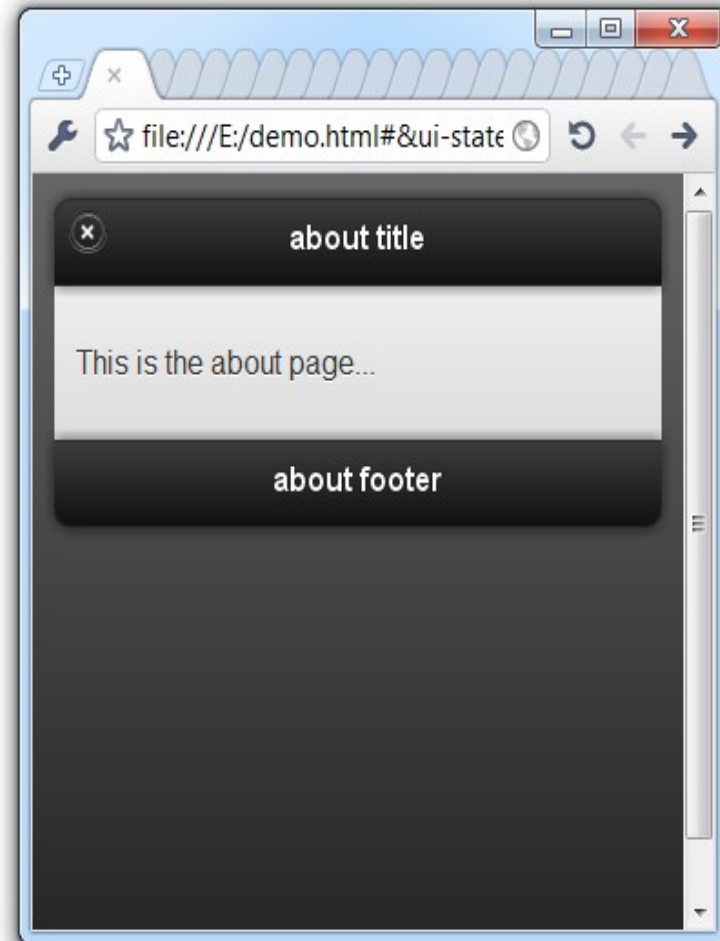 file:///E:/demo.html#&ui-state
about title
This is the about page...
about footer